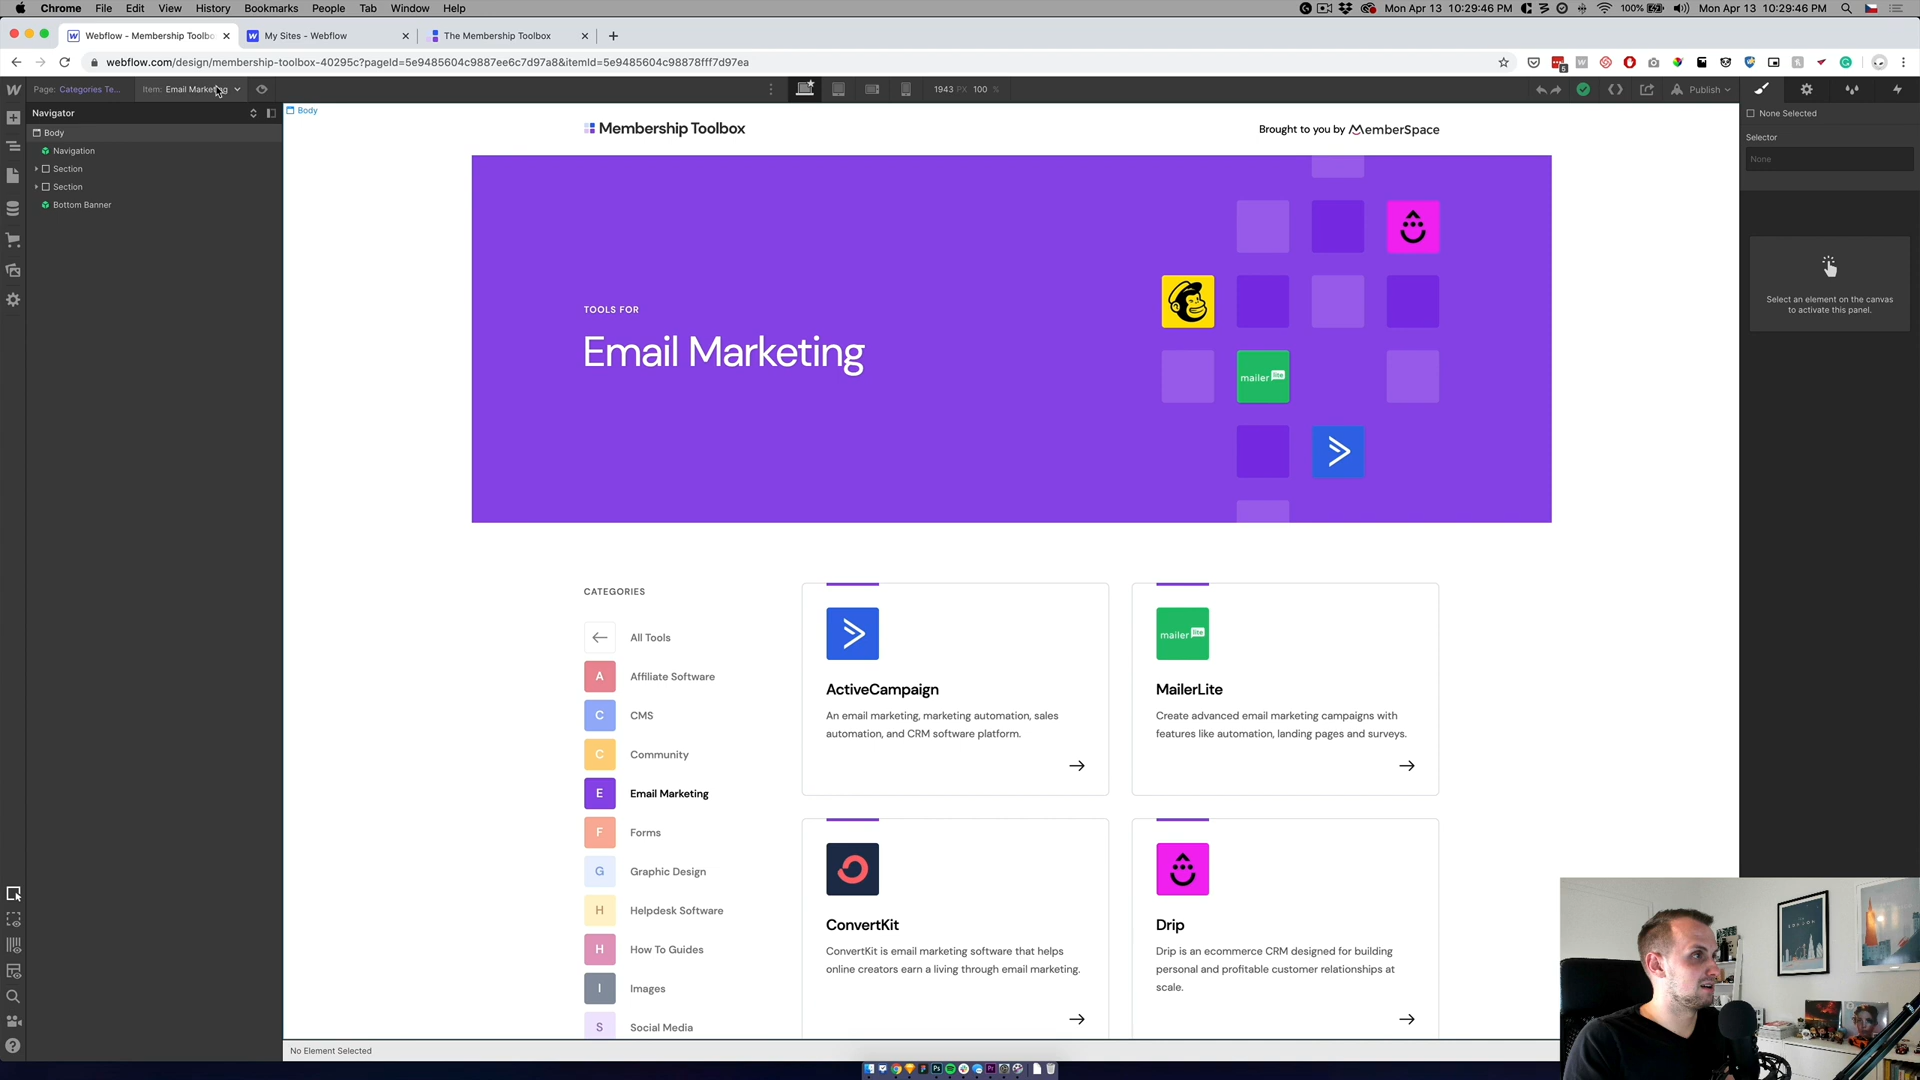 Chrome File Edit View History Bookmarks People Tab Window Help
Mon Apr 13 10:29:46 PM 100% Mon Apr 13 10:29:46 PM
Webflow - Membership Toolbo
My Sites - Webflow
The Membership Toolbox
webflow.com/design/membership-toolbox-40295c?pageId=5e9485604c9887ee6c7d97a8&itemId=5e9485604c98878fff7d97ea
Page: Categories Te...
Item: Email Marketing
1943 PX 100 %
Publish
Navigator
Body
Navigation
Section
Section
Bottom Banner
Body
Membership Toolbox
Brought to you by MemberSpace
TOOLS FOR
Email Marketing
mailer lite
CATEGORIES
All Tools
A Affiliate Software
C CMS
C Community
E Email Marketing
F Forms
G Graphic Design
H Helpdesk Software
H How To Guides
I Images
S Social Media
ActiveCampaign
An email marketing, marketing automation, sales
automation, and CRM software platform.
mailer lite
MailerLite
Create advanced email marketing campaigns with
features like automation, landing pages and surveys.
ConvertKit
ConvertKit is email marketing software that helps
online creators earn a living through email marketing.
Drip
Drip is an ecommerce CRM designed for building
personal and profitable customer relationships at
scale.
None Selected
Selector
None
Select an element on the canvas
to activate this panel.
No Element Selected